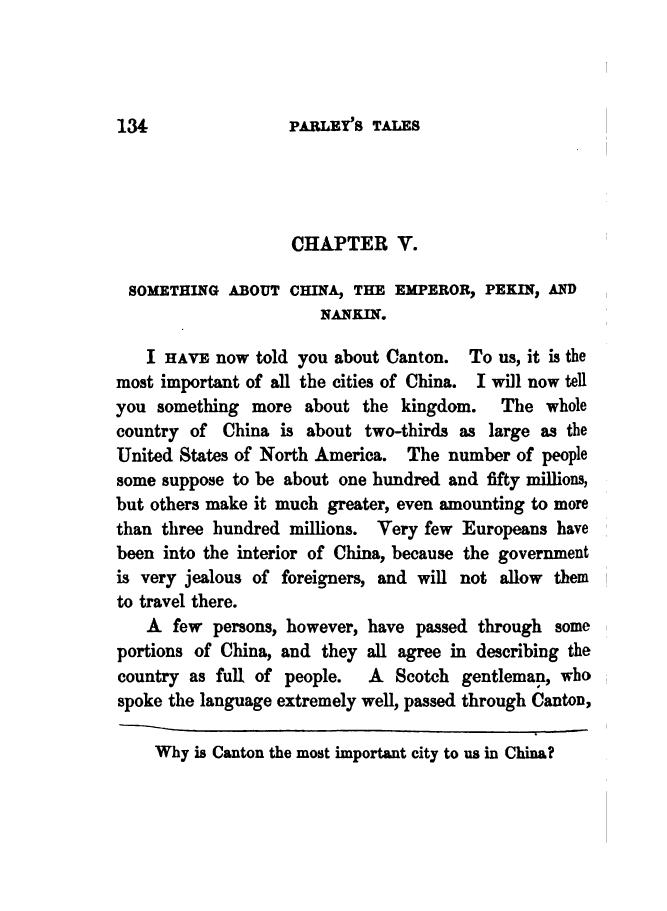 134 PARLEY'S TALES
CHAPTER V.
SOMETHING ABOUT CHINA, THE EMPEROR, PEKIN, AND
NANKIN.
I HAVE now told you about Canton. To us, it is the
most important of all the cities of China. I will now tell
you something more about the kingdom. The whole
country of China is about two-thirds as large as the
United States of North America. The number of people
some suppose to be about one hundred and fifty millions,
but others make it much greater, even amounting to more
than three hundred millions. Very few Europeans have
been into the interior of China, because the government
is very jealous of foreigners, and will not allow them
to travel there.
A few persons, however, have passed through some
portions of China, and they all agree in describing the
country as full of people. A Scotch gentleman, who
spoke the language extremely well, passed through Canton,
Why is Canton the most important city to us in China?